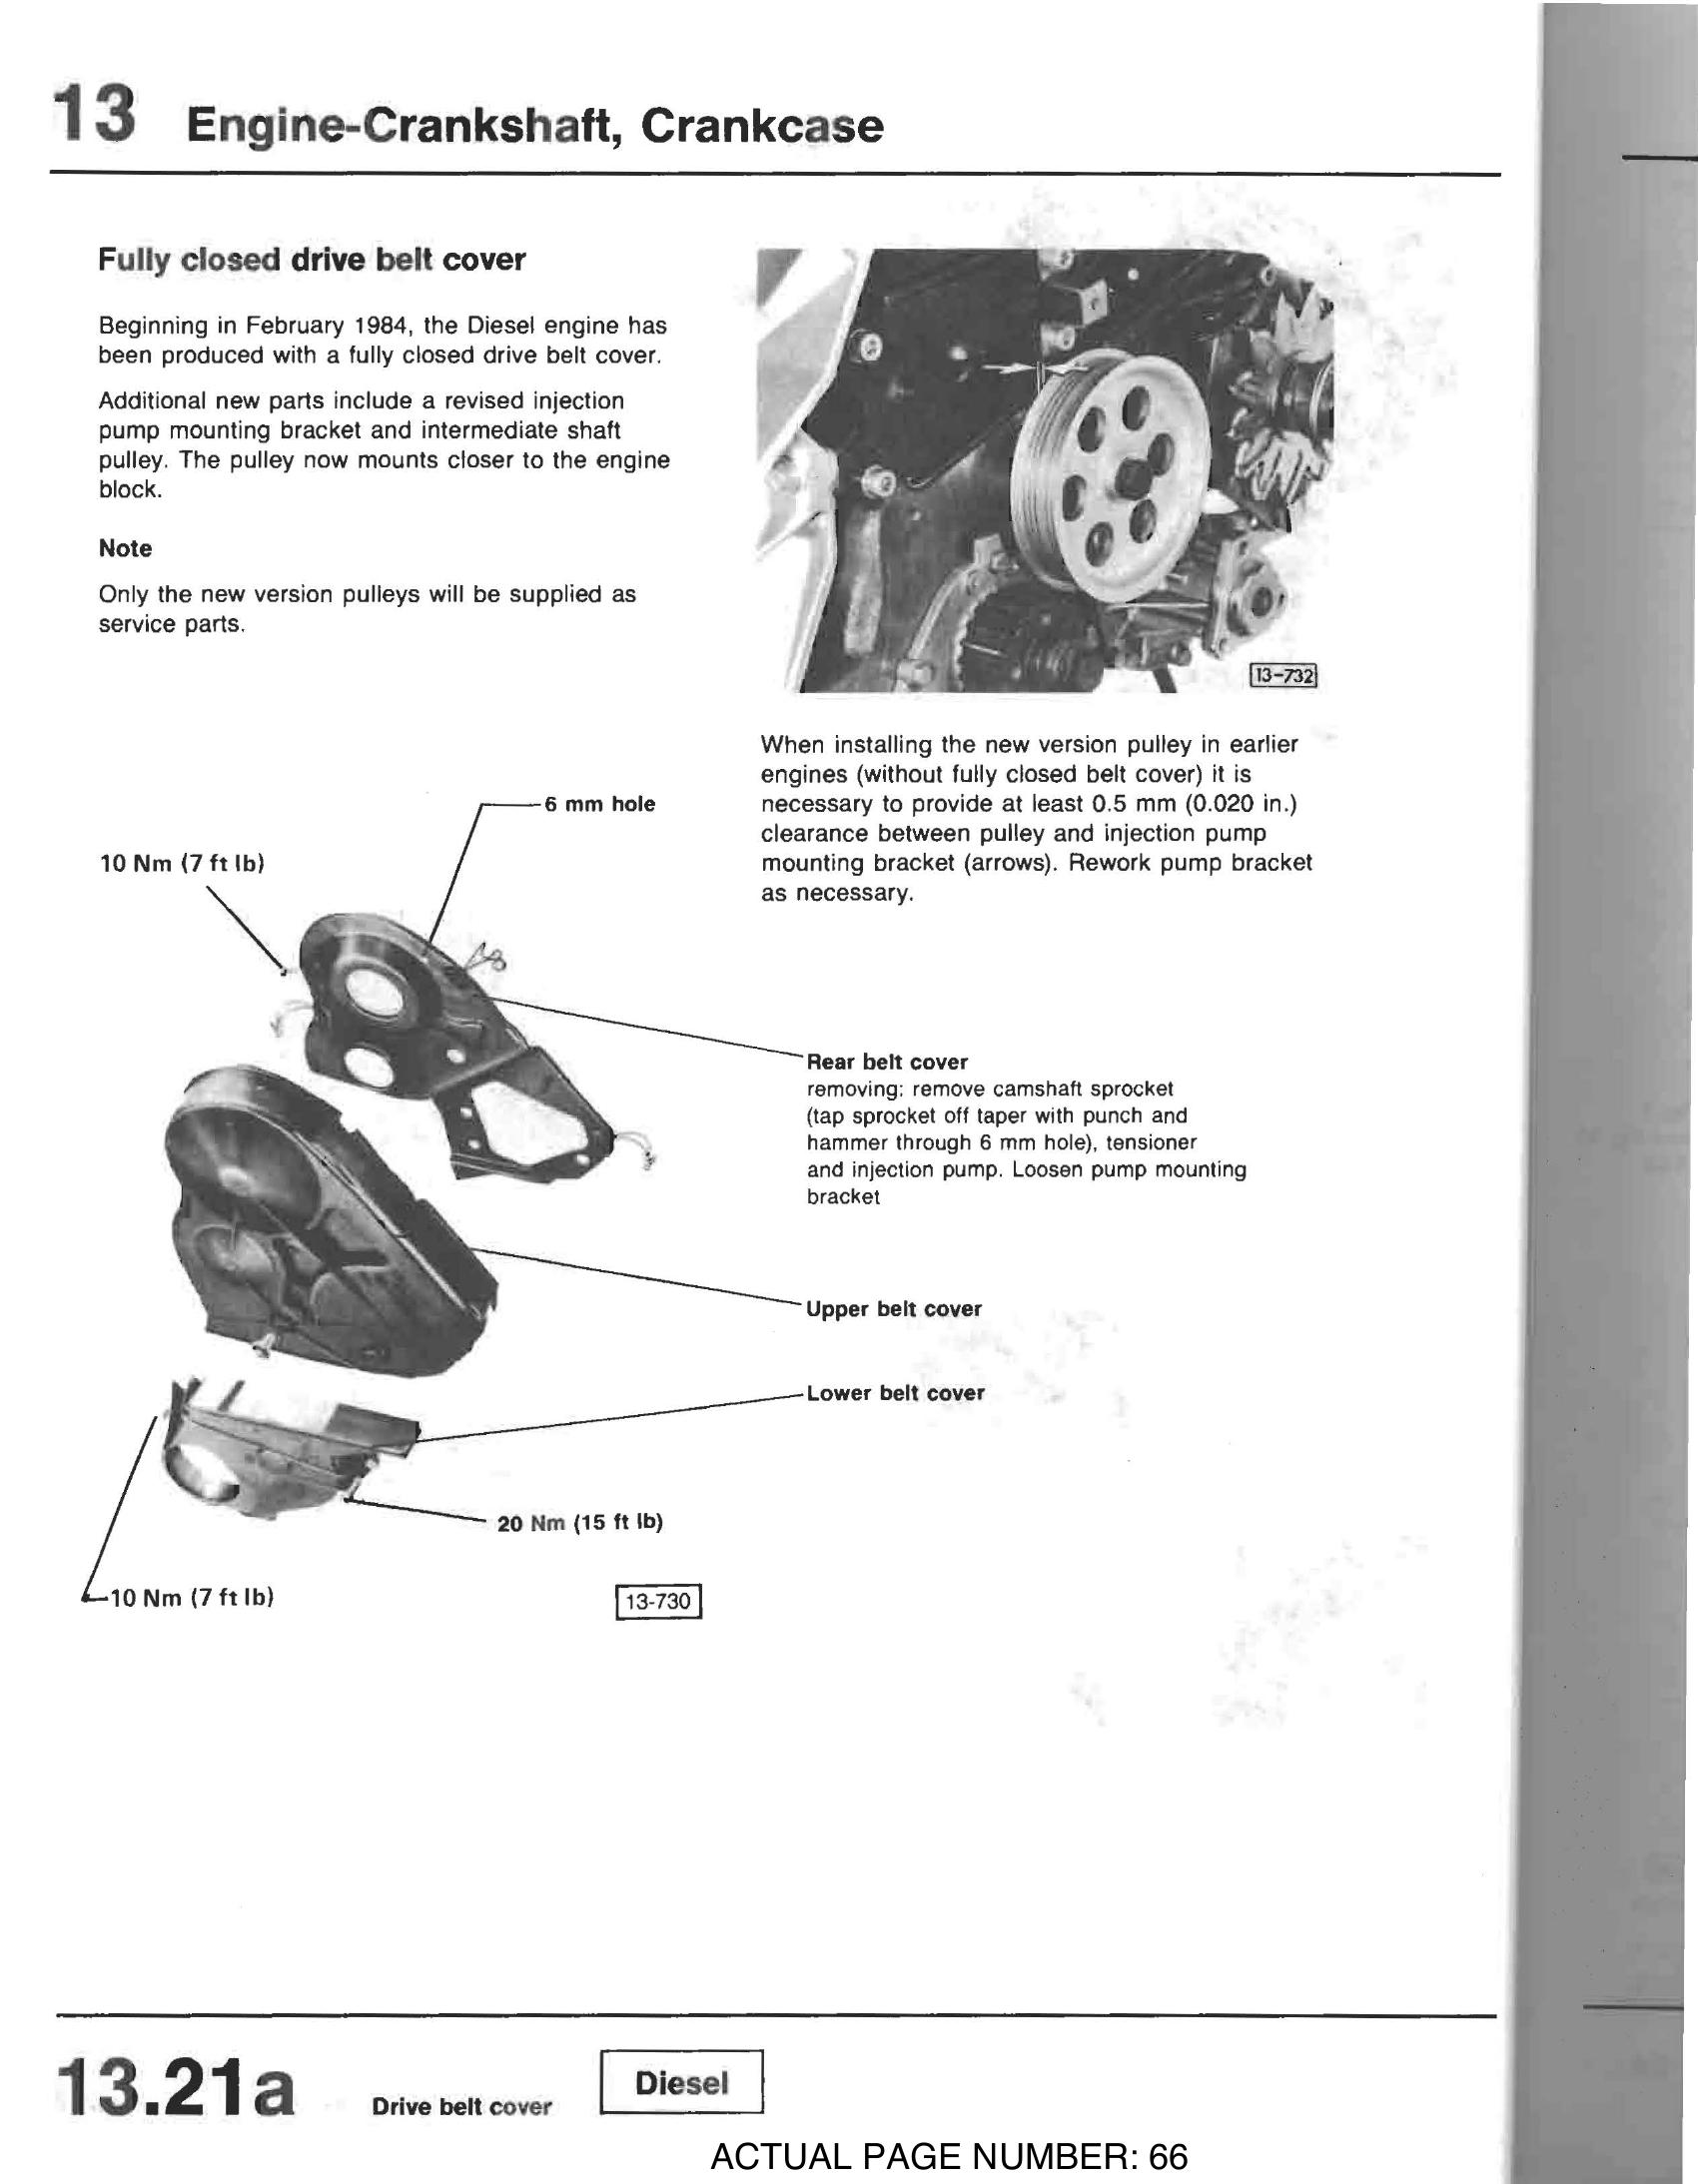 13 Engine-Crankshaft, Crankcase
Fully closed drive belt cover
Beginning in February 1984, the Diesel engine has
been produced with a fully closed drive belt cover.
Additional new parts include a revised injection
pump mounting bracket and intermediate shaft
pulley. The pulley now mounts closer to the engine
block.
Note
Only the new version pulleys will be supplied as
service parts.
13-732
When installing the new version pulley in earlier
engines (without fully closed belt cover) it is
necessary to provide at least 0.5 mm (0.020 in.)
clearance between pulley and injection pump
mounting bracket (arrows). Rework pump bracket
as necessary.
6 mm hole
10 Nm (7 ft lb)
Rear belt cover
removing: remove camshaft sprocket
(tap sprocket off taper with punch and
hammer through 6 mm hole), tensioner
and injection pump. Loosen pump mounting
bracket
Upper belt cover
Lower belt cover
20 Nm (15 ft lb)
10 Nm (7 ft lb)
13-730
13.21a Drive belt cover Diesel
ACTUAL PAGE NUMBER: 66